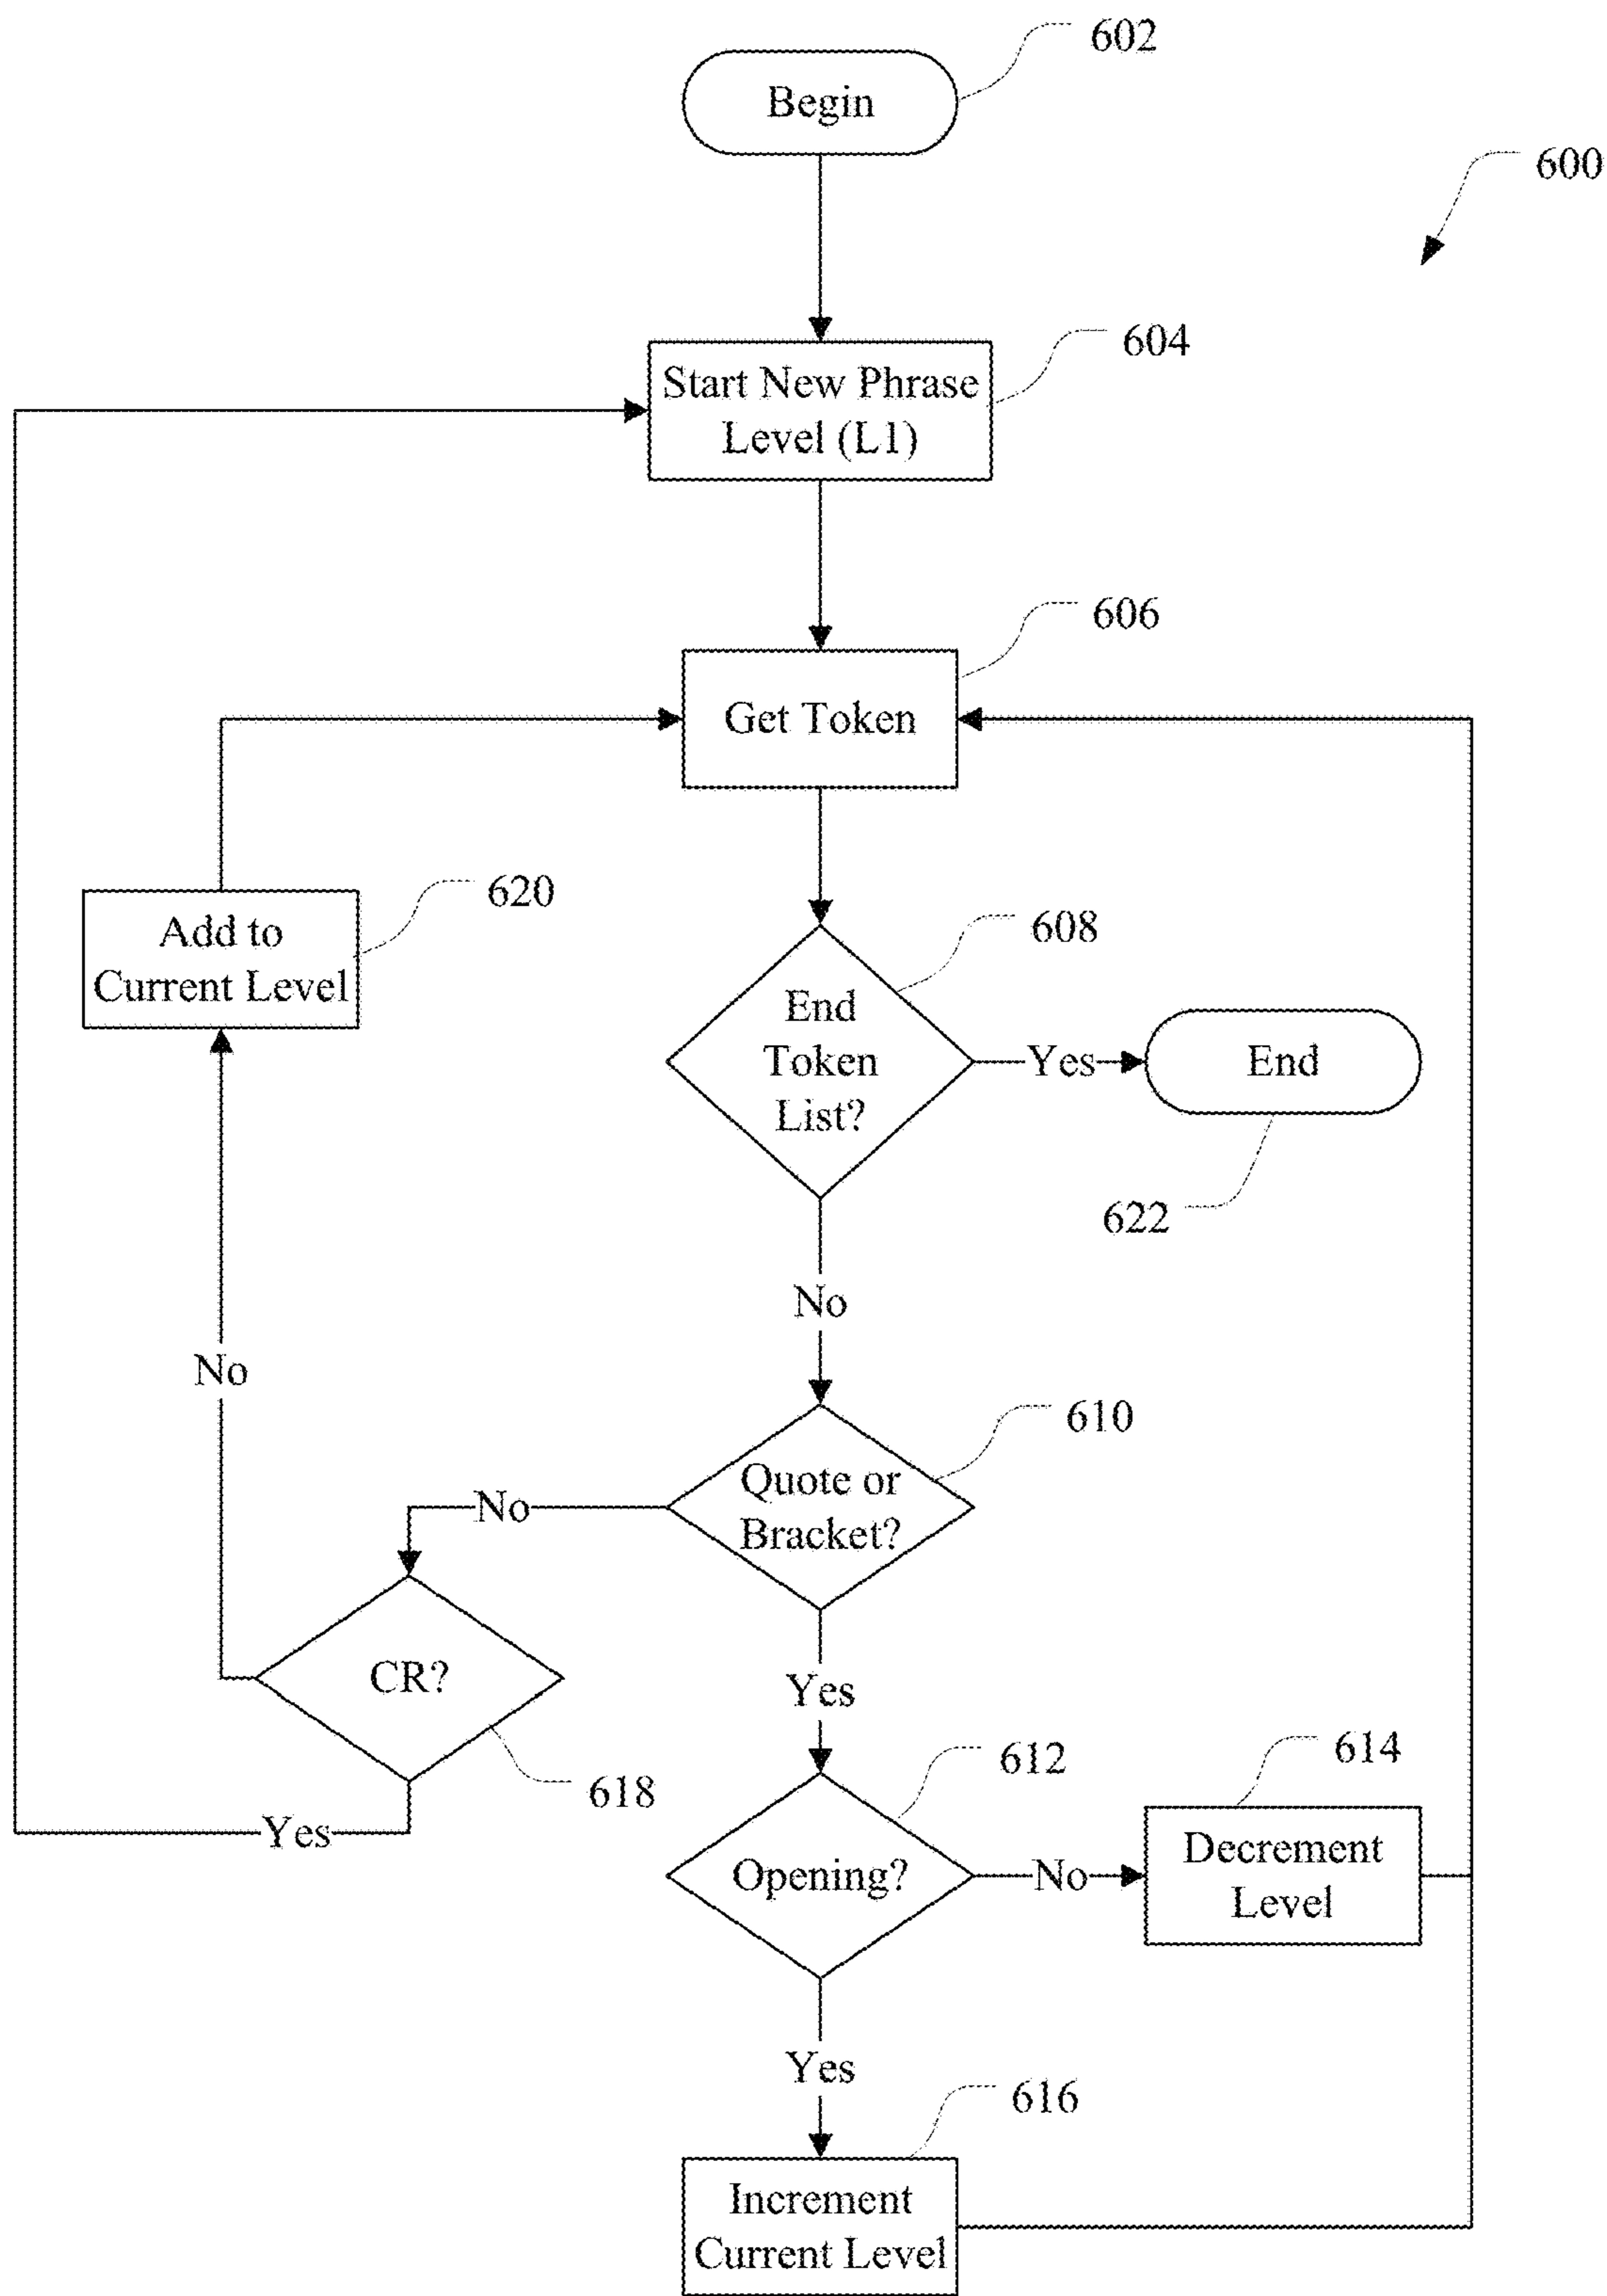 602
Begin
600
604
Start New Phrase
Level (L1)
606
Get Token
620
Add to
Current Level
608
End
Token
List?
Yes
End
622
No
No
610
Quote or
Bracket?
No
CR?
618
Yes
Yes
612
Opening?
No
614
Decrement
Level
Yes
616
Increment
Current Level